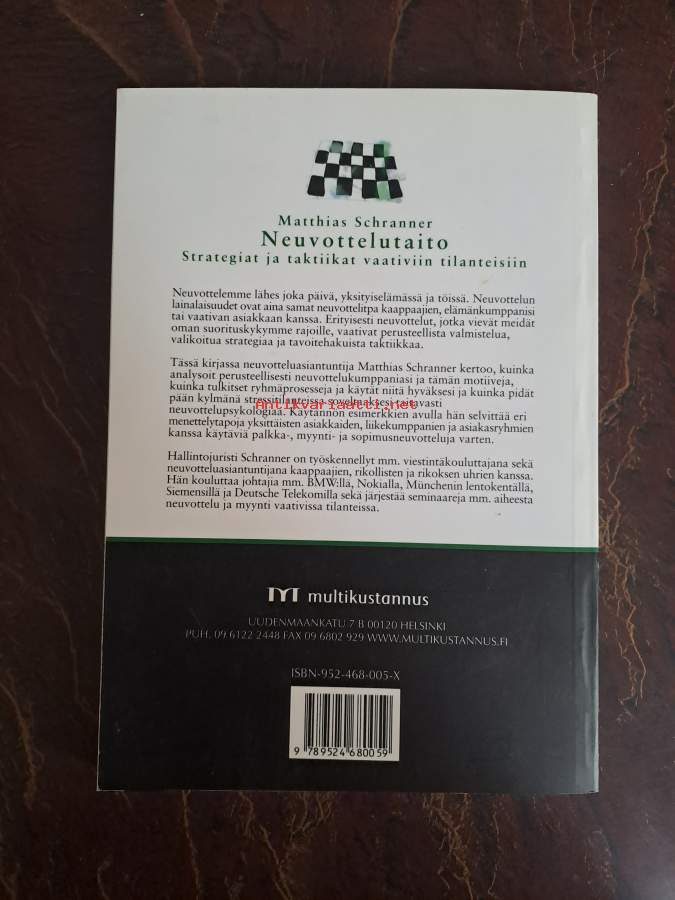 Matthias Schranner
Neuvottelutaito
Strategiat ja taktiikat vaativiin tilanteisiin
Neuvottelemme lähes joka päivä, yksityiselämässä ja töissä. Neuvottelun
lainalaisuudet ovat aina samat neuvottelitpa kaappaajien, elämänkumppanisi
tai vaativan asiakkaan kanssa. Erityisesti neuvottelut, jotka vievät meidät
oman suorituskykymme rajoille, vaativat perusteellista valmistelua,
valikoitua strategiaa ja tavoitehakuista taktiikkaa.
Tässä kirjassa neuvotteluasiantuntija Matthias Schranner kertoo, kuinka
analysoit perusteellisesti neuvottelukumppaniasi ja tämän motiiveja,
kuinka tulkitset ryhmäprosesseja ja käytät niitä hyväksesi ja kuinka pidät
pään kylmänä stressitilanteissa soveltaaksesi taitavasti
antikvariaatti.net
neuvottelupsykologiaa. Käytännön esimerkkien avulla hän selvittää eri
menettelytapoja yksittäisten asiakkaiden, liikekumppanien ja asiakasryhmien
kanssa käytäviä palkka-, myynti- ja sopimusneuvotteluja varten.
Hallintojuristi Schranner on työskennellyt mm. viestintäkouluttajana sekä
neuvotteluasiantuntijana kaappaajien, rikollisten ja rikoksen uhrien kanssa.
Hän kouluttaa johtajia mm. BMW:llä, Nokialla, Münchenin lentokentällä,
Siemensillä ja Deutsche Telekomilla sekä järjestää seminaareja mm. aiheesta
neuvottelu ja myynti vaativissa tilanteissa.
multikustannus
UUDENMAANKATU 7 B 00120 HELSINKI
PUH. 09 6122 2448 FAX 09 6802 929 WWW.MULTIKUSTANNUS.FI
ISBN-952-468-005-X
9 789524 680059